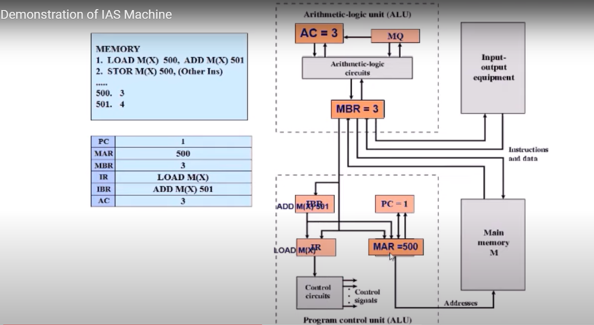 Demonstration of IAS Machine
MEMORY
1. LOAD M(X) 500, ADD M(X) 501
2. STOR M(X) 500, (Other Ins)
.....
500. 3
501. 4
PC 1
MAR 500
MBR 3
IR LOAD M(X)
IBR ADD M(X) 501
AC 3
Arithmetic-logic unit (ALU)
AC = 3
MQ
Arithmetic-logic
circuits
MBR = 3
Input-
output
equipment
Instructions
and data
IBR
ADD M(X) 501
PC = 1
IR
LOAD M(X)
MAR =500
Main
memory
M
Control
circuits
Control
signals
Addresses
Program control unit (ALU)